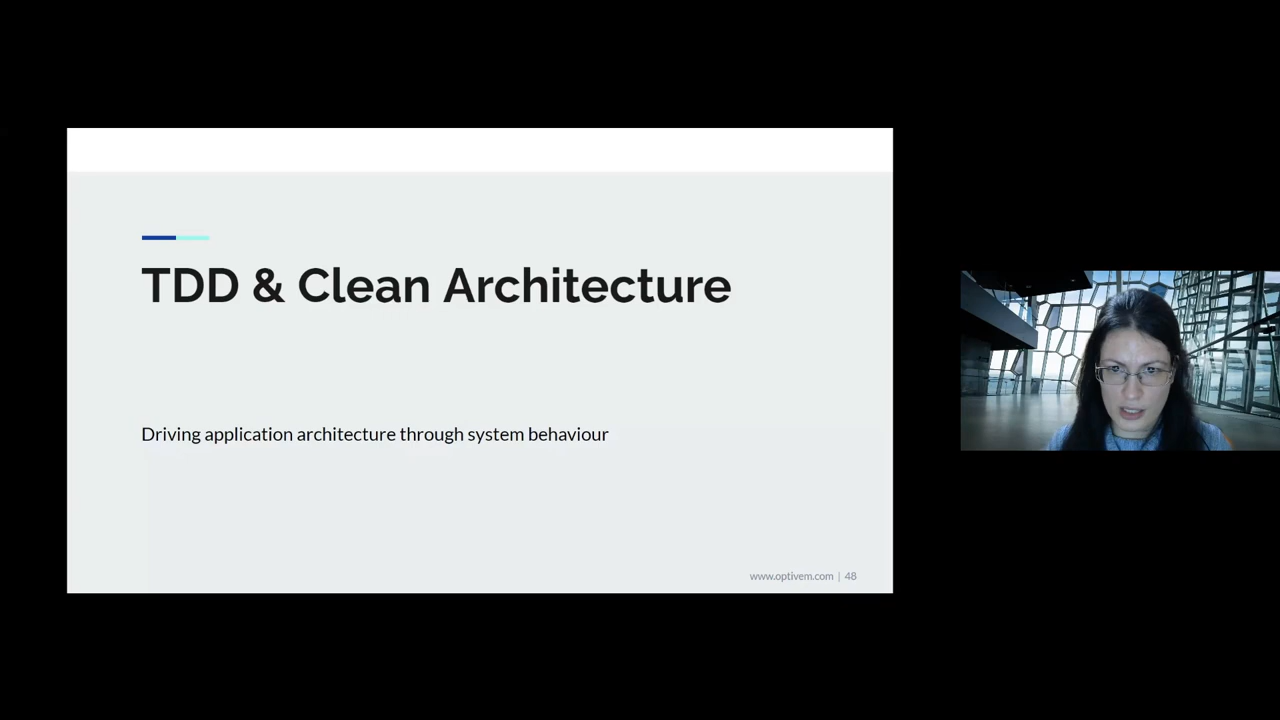 TDD & Clean Architecture
Driving application architecture through system behaviour
www.optivem.com | 48